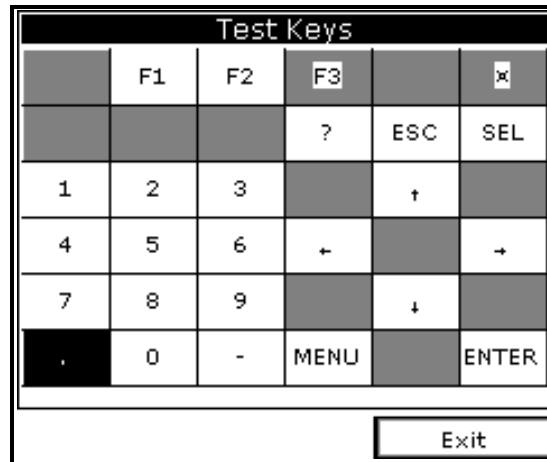 Test Keys
F1 F2 F3 ¤
? ESC SEL
1 2 3 ↑
4 5 6 ← →
7 8 9 ↓
. 0 - MENU ENTER
Exit